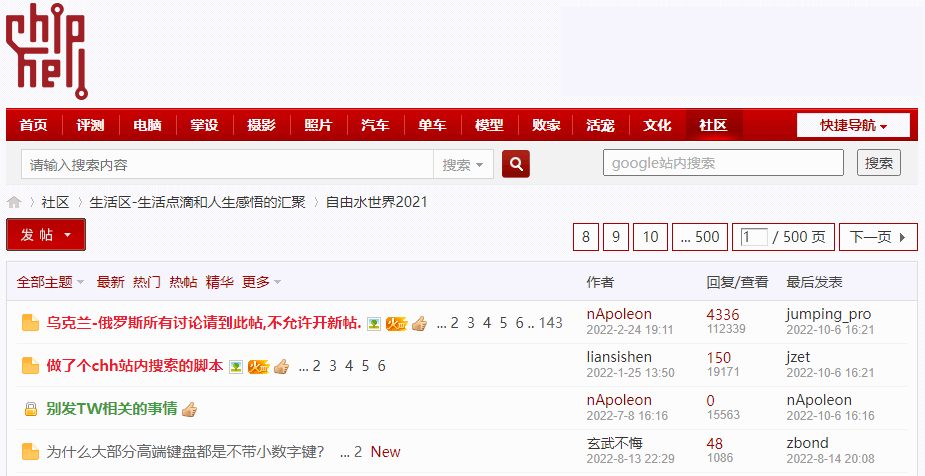 chip
hell
首页 评测 电脑 掌设 摄影 照片 汽车 单车 模型 败家 活宠 文化 社区 快捷导航
请输入搜索内容 搜索 google站内搜索 搜索
社区 生活区-生活点滴和人生感悟的汇聚 自由水世界2021
发帖 8 9 10 ... 500 1 / 500 页 下一页
全部主题 最新 热门 热帖 精华 更多 作者 回复/查看 最后发表
乌克兰-俄罗斯所有讨论请到此帖,不允许开新帖. 火 ... 2 3 4 5 6 .. 143 nApoleon 4336 jumping_pro
2022-2-24 19:11 112339 2022-10-6 16:21
做了个chh站内搜索的脚本 火 ... 2 3 4 5 6 liansishen 150 jzet
2022-1-25 13:50 19171 2022-10-6 16:21
别发TW相关的事情 nApoleon 0 nApoleon
2022-7-8 16:16 15563 2022-10-6 16:16
为什么大部分高端键盘都是不带小数字键? ... 2 New 玄武不悔 48 zbond
2022-8-13 22:29 1086 2022-8-14 20:08